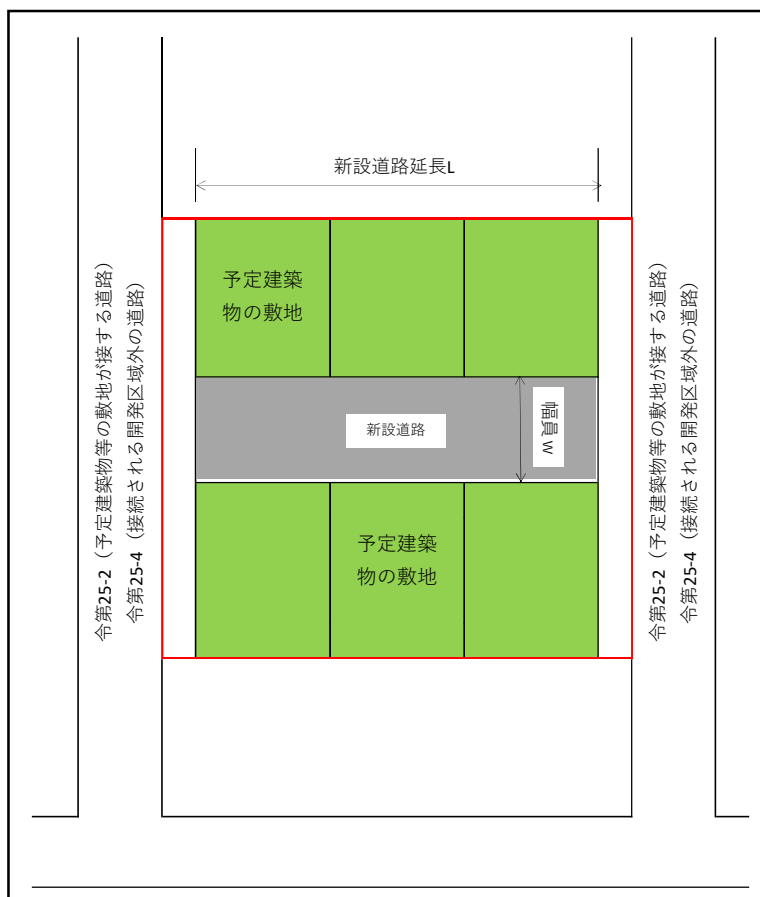 新設道路延長L
予定建築
物の敷地
令第25-2（予定建築物等の敷地が接する道路）
令第25-4（接続される開発区域外の道路）
新設道路
幅員W
予定建築
物の敷地
令第25-2（予定建築物等の敷地が接する道路）
令第25-4（接続される開発区域外の道路）